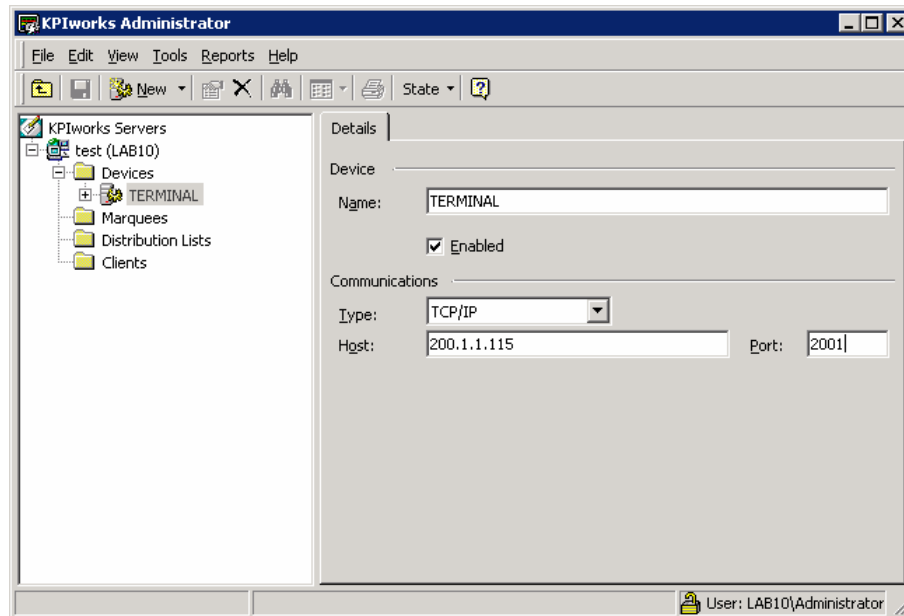 KPIworks Administrator
File Edit View Tools Reports Help
New State
KPIworks Servers
test (LAB10)
Devices
TERMINAL
Marquees
Distribution Lists
Clients
Details
Device
Name: TERMINAL
Enabled
Communications
Type: TCP/IP
Host: 200.1.1.115 Port: 2001
User: LAB10\Administrator